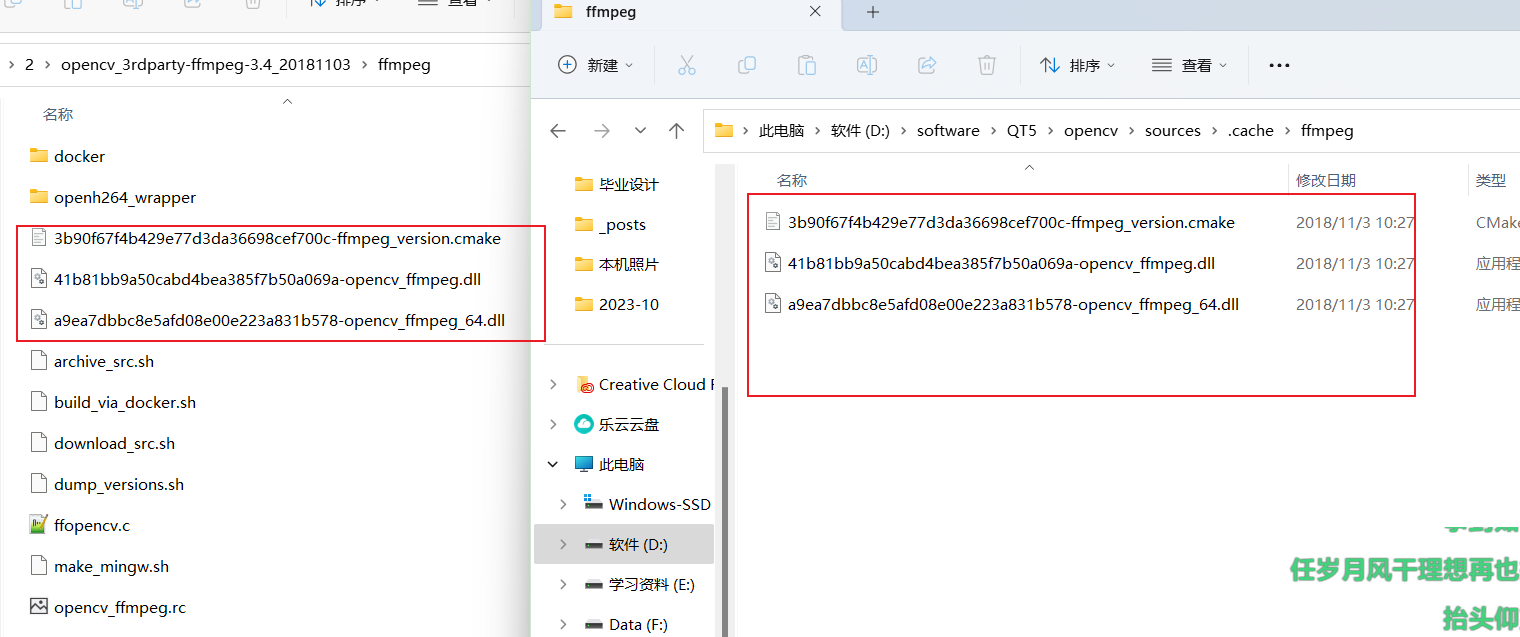 排序
查看
2 opencv_3rdparty-ffmpeg-3.4_20181103 ffmpeg
名称
docker
openh264_wrapper
3b90f67f4b429e77d3da36698cef700c-ffmpeg_version.cmake
41b81bb9a50cabd4bea385f7b50a069a-opencv_ffmpeg.dll
a9ea7dbbc8e5afd08e00e223a831b578-opencv_ffmpeg_64.dll
archive_src.sh
build_via_docker.sh
download_src.sh
dump_versions.sh
ffopencv.c
make_mingw.sh
opencv_ffmpeg.rc
ffmpeg
新建
排序
查看
此电脑 软件 (D:) software QT5 opencv sources .cache ffmpeg
毕业设计
_posts
本机照片
2023-10
Creative Cloud F
乐云云盘
此电脑
Windows-SSD
软件 (D:)
学习资料 (E:)
Data (F:)
名称 修改日期 类型
3b90f67f4b429e77d3da36698cef700c-ffmpeg_version.cmake 2018/11/3 10:27 CMake
41b81bb9a50cabd4bea385f7b50a069a-opencv_ffmpeg.dll 2018/11/3 10:27 应用程
a9ea7dbbc8e5afd08e00e223a831b578-opencv_ffmpeg_64.dll 2018/11/3 10:27 应用程
任岁月风干理想再也
抬头仰